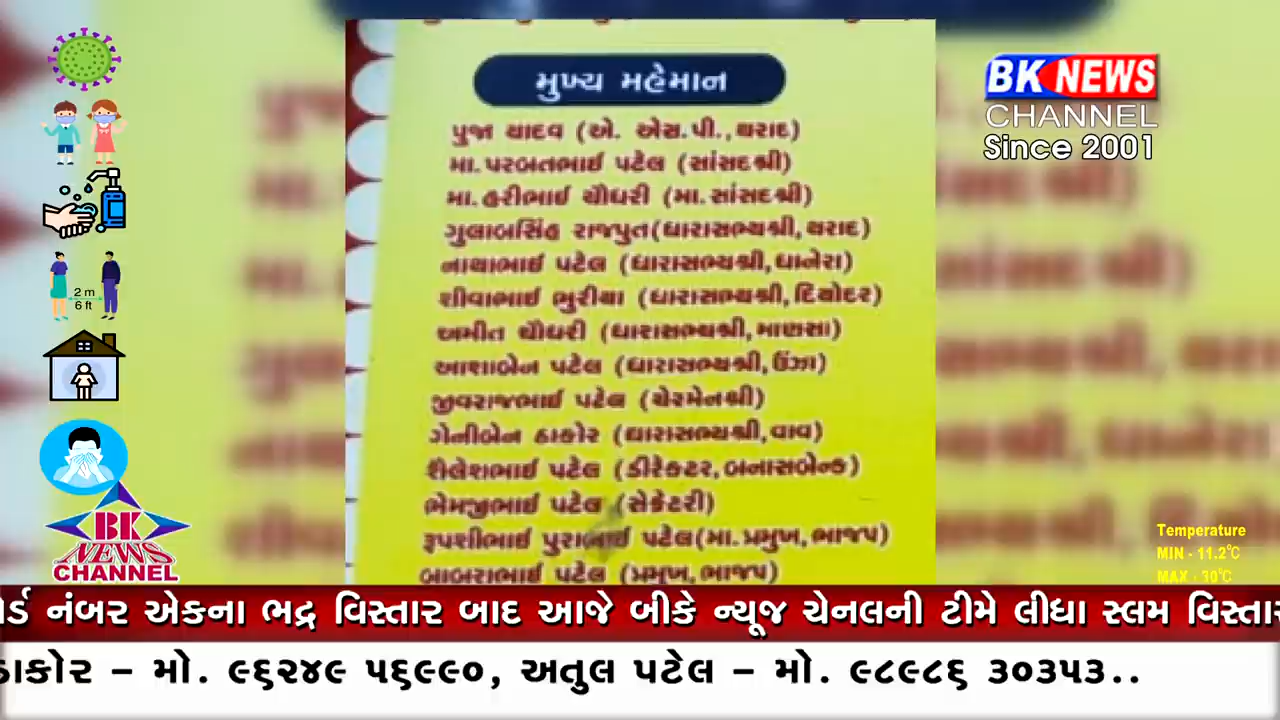 મુખ્ય મહેમાન
પુજા યાદવ (એ. એસ.પી., થરાદ)
મા. પરબતભાઈ પટેલ (સાંસદશ્રી)
મા. હરીભાઈ ચૌધરી (મા. સાંસદશ્રી)
ગુલાબસિંહ રાજપુત(ધારાસભ્યશ્રી, થરાદ)
નાથાભાઈ પટેલ (ધારાસભ્યશ્રી,ધાનેરા)
શીવાભાઈ ભુરીયા (ધારાસભ્યશ્રી, દિયોદર)
અમીત ચૌધરી (ધારાસભ્યશ્રી, માણસા)
આશાબેન પટેલ (ધારાસભ્યશ્રી, ઉંઝા)
જીવરાજભાઈ પટેલ (ચેરમેનશ્રી)
ગેનીબેન ઠાકોર (ધારાસભ્યશ્રી, વાવ)
શૈલેશભાઈ પટેલ (ડીરેકટર, બનાસબેન્ક)
ભેમજીભાઈ પટેલ (સેક્રેટરી)
રૂપશીભાઈ પુરાભાઈ પટેલ(મા. પ્રમુખ, ભાજપ)
બાબરાભાઈ પટેલ (પ્રમુખ, ભાજપ)
BK NEWS
CHANNEL
Since 2001
2 m
6 ft
BK
NEWS
CHANNEL
Temperature
MIN - 11.2℃
MAX - 30℃
ર્ડ નંબર એકના ભદ્ર વિસ્તાર બાદ આજે બીકે ન્યૂજ ચેનલની ટીમે લીધા સ્લમ વિસ્તાર
ઠાકોર – મો. ૯૬૨૪૯ ૫૬૯૯૦, અતુલ પટેલ – મો. ૯૮૯૮૬ ૩૦૩૫૩..